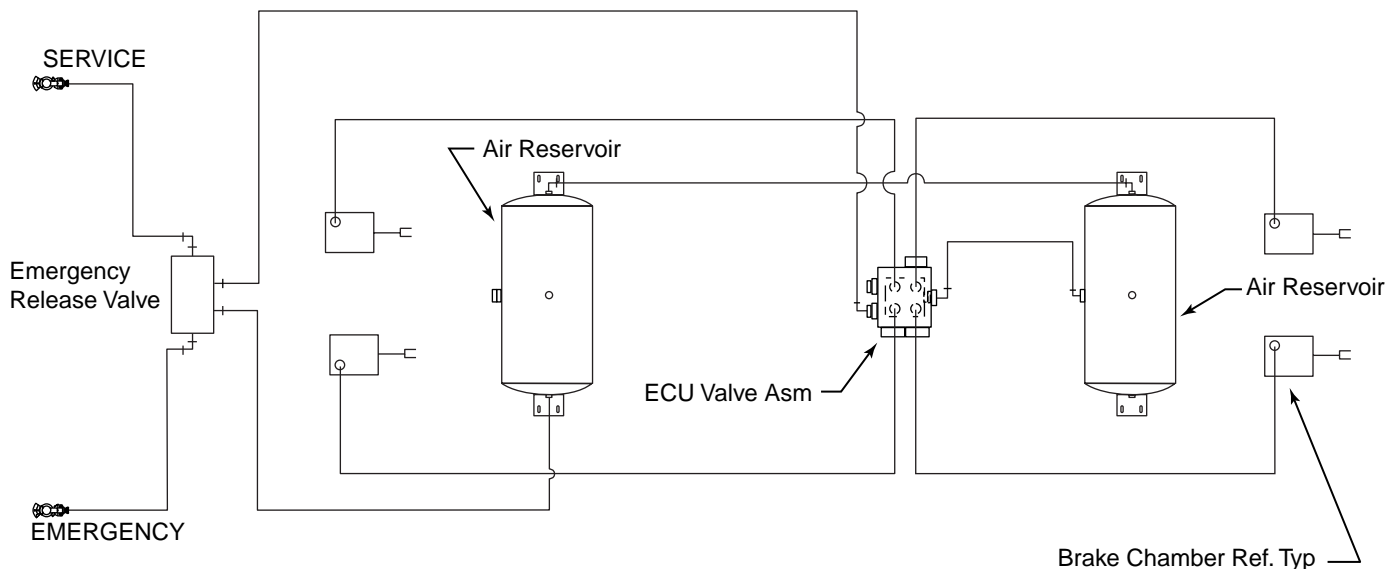 SERVICE
Air Reservoir
Emergency
Release Valve
Air Reservoir
ECU Valve Asm
EMERGENCY
Brake Chamber Ref. Typ